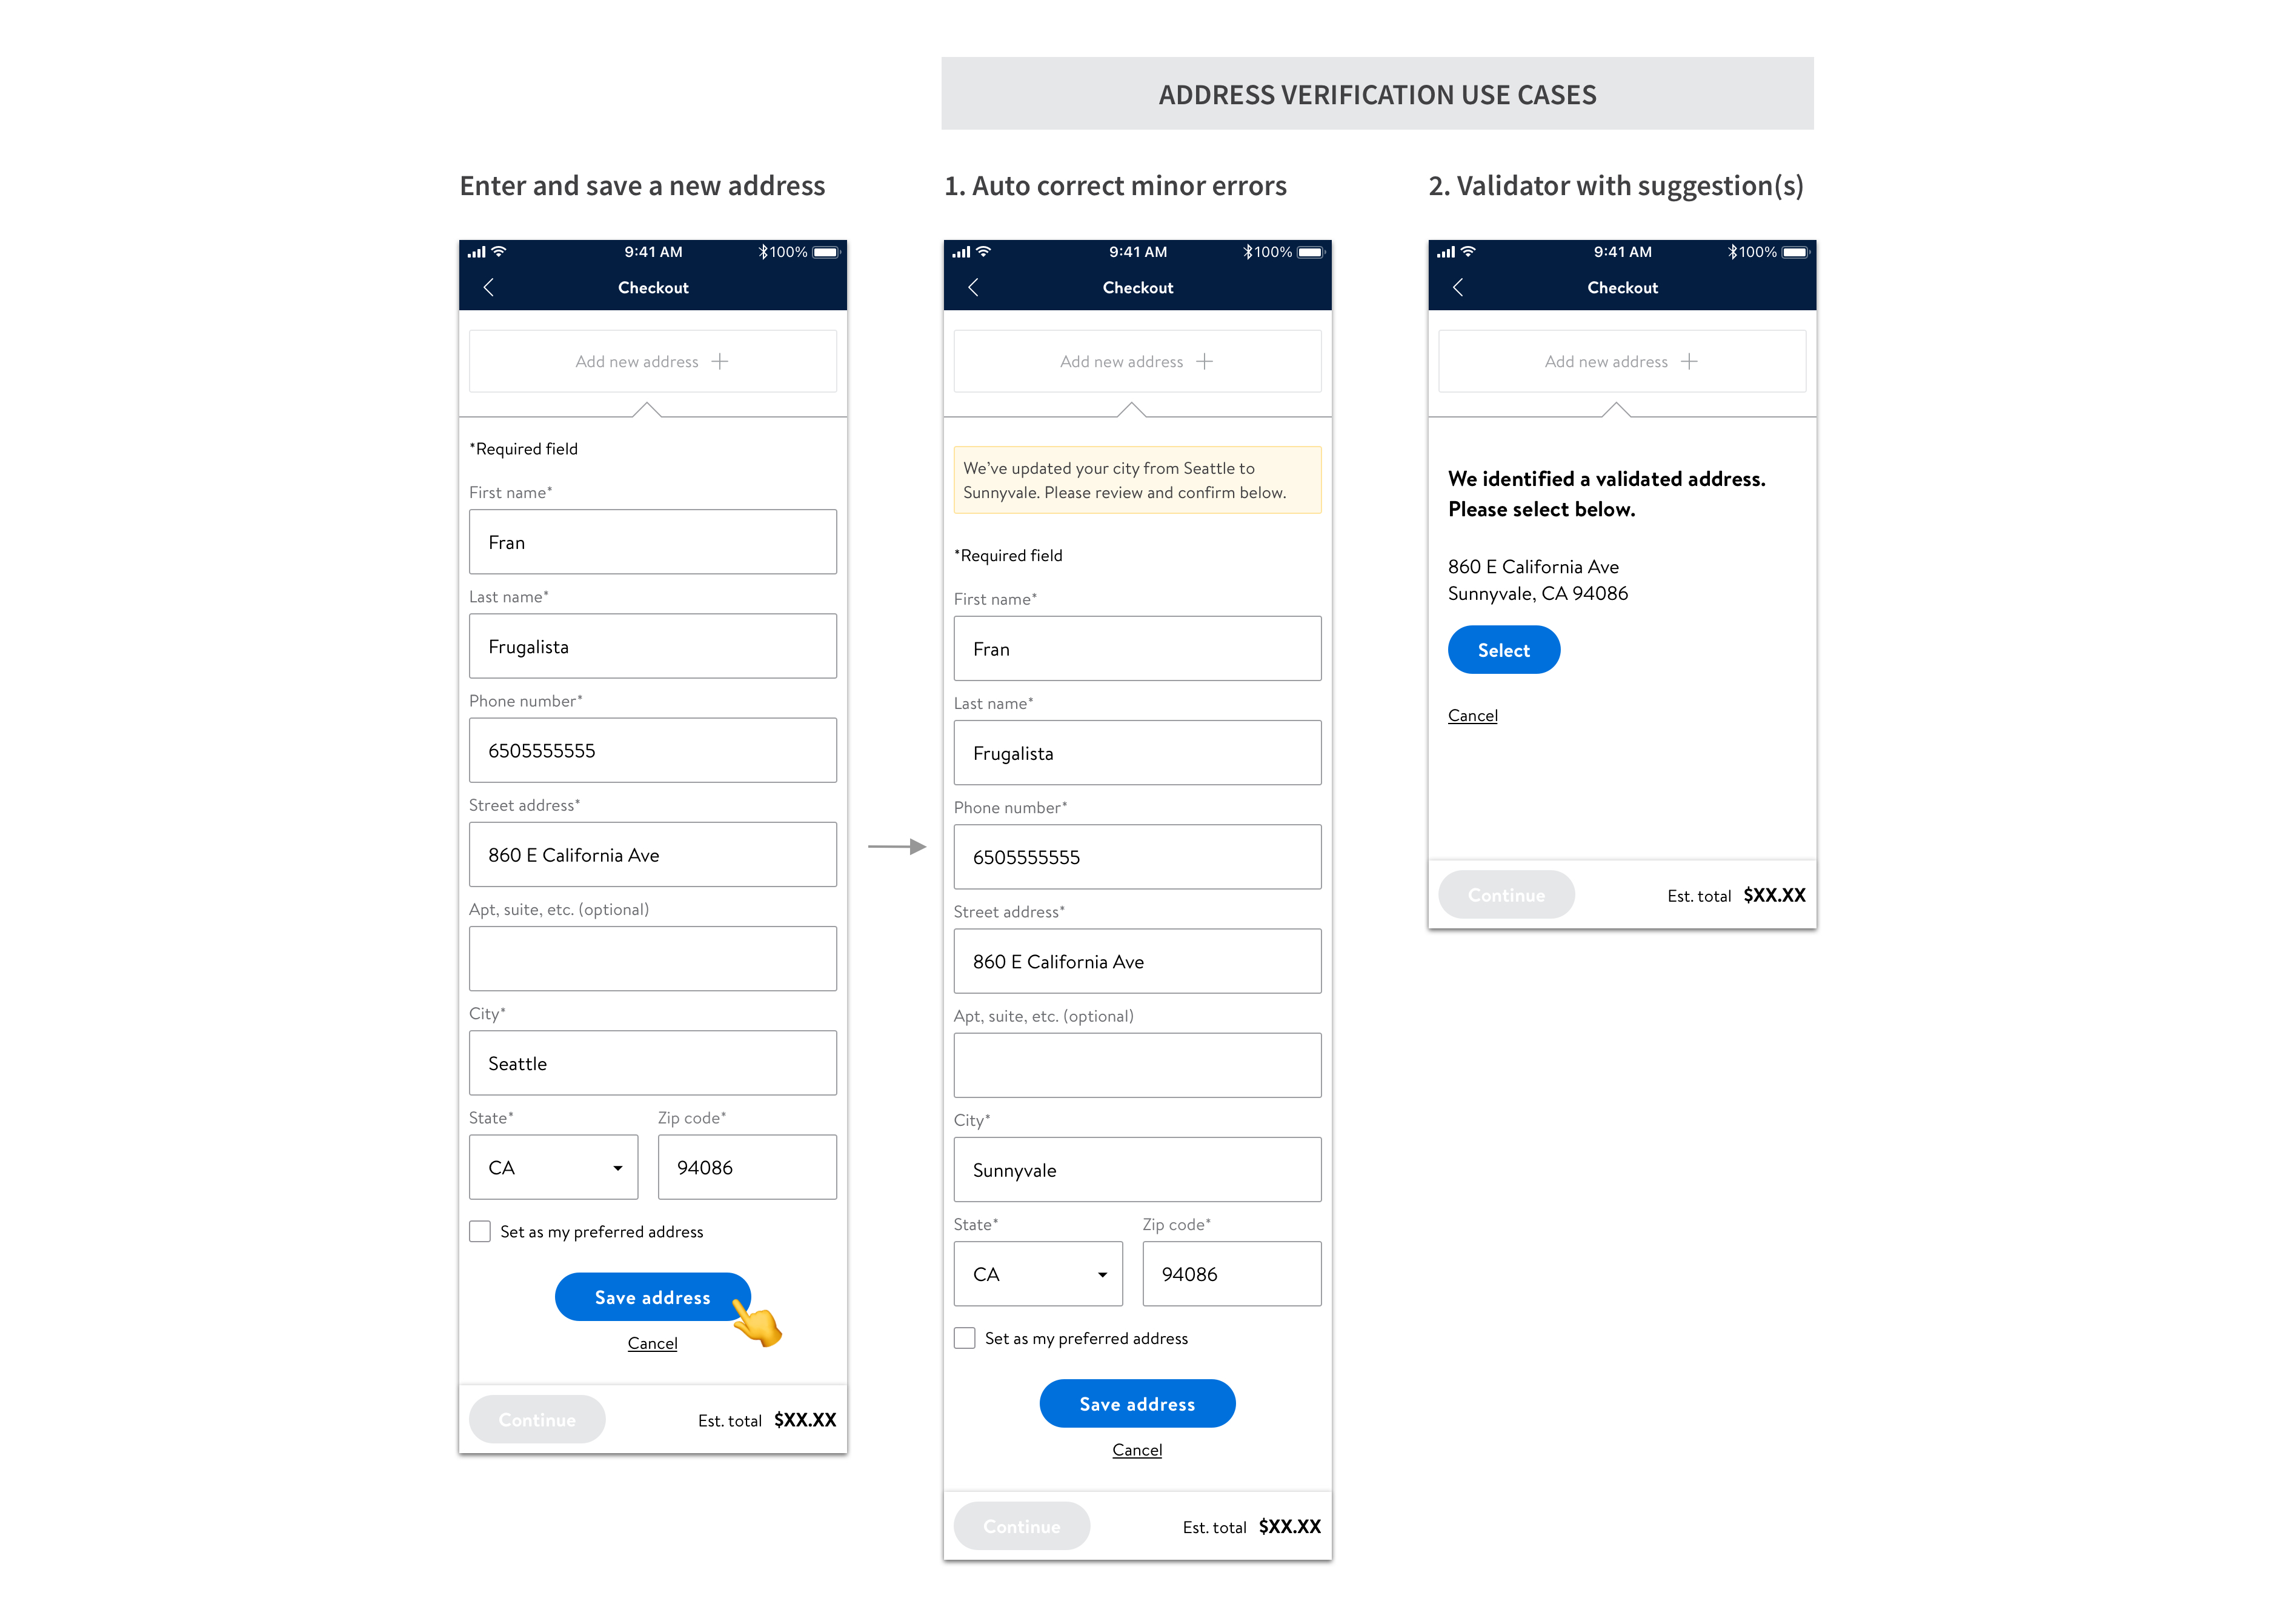 ADDRESS VERIFICATION USE CASES
Enter and save a new address
9:41 AM
100%
Checkout
Add new address
*Required field
First name*
Fran
Last name*
Frugalista
Phone number*
6505555555
Street address*
860 E California Ave
Apt, suite, etc. (optional)
City*
Seattle
State*
Zip code*
CA
94086
Set as my preferred address
Save address
Cancel
Continue
Est. total $XX.XX
1. Auto correct minor errors
9:41 AM
100%
Checkout
Add new address
We’ve updated your city from Seattle to
Sunnyvale. Please review and confirm below.
*Required field
First name*
Fran
Last name*
Frugalista
Phone number*
6505555555
Street address*
860 E California Ave
Apt, suite, etc. (optional)
City*
Sunnyvale
State*
Zip code*
CA
94086
Set as my preferred address
Save address
Cancel
Continue
Est. total $XX.XX
2. Validator with suggestion(s)
9:41 AM
100%
Checkout
Add new address
We identified a validated address.
Please select below.
860 E California Ave
Sunnyvale, CA 94086
Select
Cancel
Continue
Est. total $XX.XX